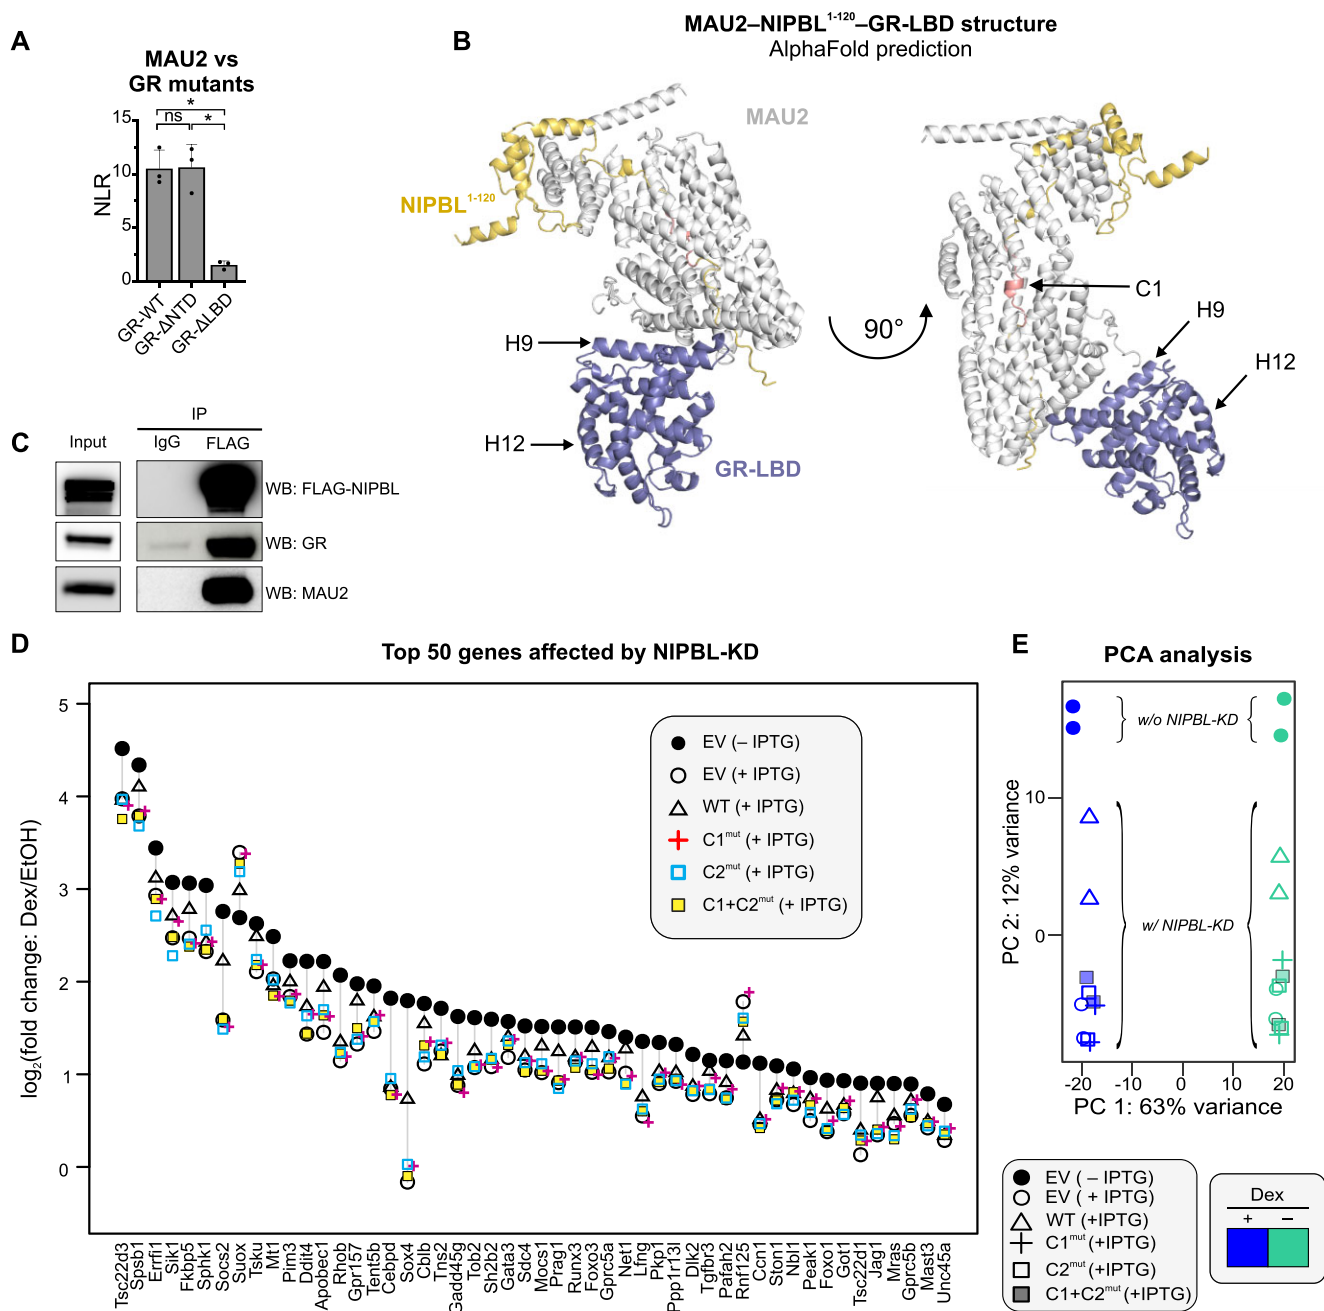 A
MAU2 vs
GR mutants
*
ns
*
15
10
5
0
NLR
GR-WT
GR-ΔNTD
GR-ΔLBD
B
MAU2–NIPBL1-120–GR-LBD structure
AlphaFold prediction
MAU2
NIPBL1-120
H9
H12
GR-LBD
90°
C1
H9
H12
C
IP
Input
IgG
FLAG
WB: FLAG-NIPBL
WB: GR
WB: MAU2
D
Top 50 genes affected by NIPBL-KD
5
4
3
2
1
0
log2(fold change: Dex/EtOH)
EV (– IPTG)
EV (+ IPTG)
WT (+ IPTG)
C1mut (+ IPTG)
C2mut (+ IPTG)
C1+C2mut (+ IPTG)
Tsc22d3
Spsb1
Errfi1
Sik1
Fkbp5
Sphk1
Socs2
Suox
Tsku
Mt1
Pim3
Ddit4
Apobec1
Rhob
Gpr157
Tent5b
Cebpd
Sox4
Cblb
Tns2
Gadd45g
Tob2
Sh2b2
Gata3
Sdc4
Mocs1
Prag1
Runx3
Foxo3
Gprc5a
Net1
Lfng
Pkp1
Ppp1r13l
Dlk2
Tgfbr3
Pafah2
Rnf125
Ccn1
Ston1
Nbl1
Peak1
Foxo1
Got1
Tsc22d1
Jag1
Mras
Gprc5b
Mast3
Unc45a
E
PCA analysis
w/o NIPBL-KD
w/ NIPBL-KD
10
0
PC 2: 12% variance
-20
-10
0
10
20
PC 1: 63% variance
EV ( – IPTG)
EV ( + IPTG)
WT (+IPTG)
C1mut (+IPTG)
C2mut (+IPTG)
C1+C2mut (+IPTG)
Dex
+ –